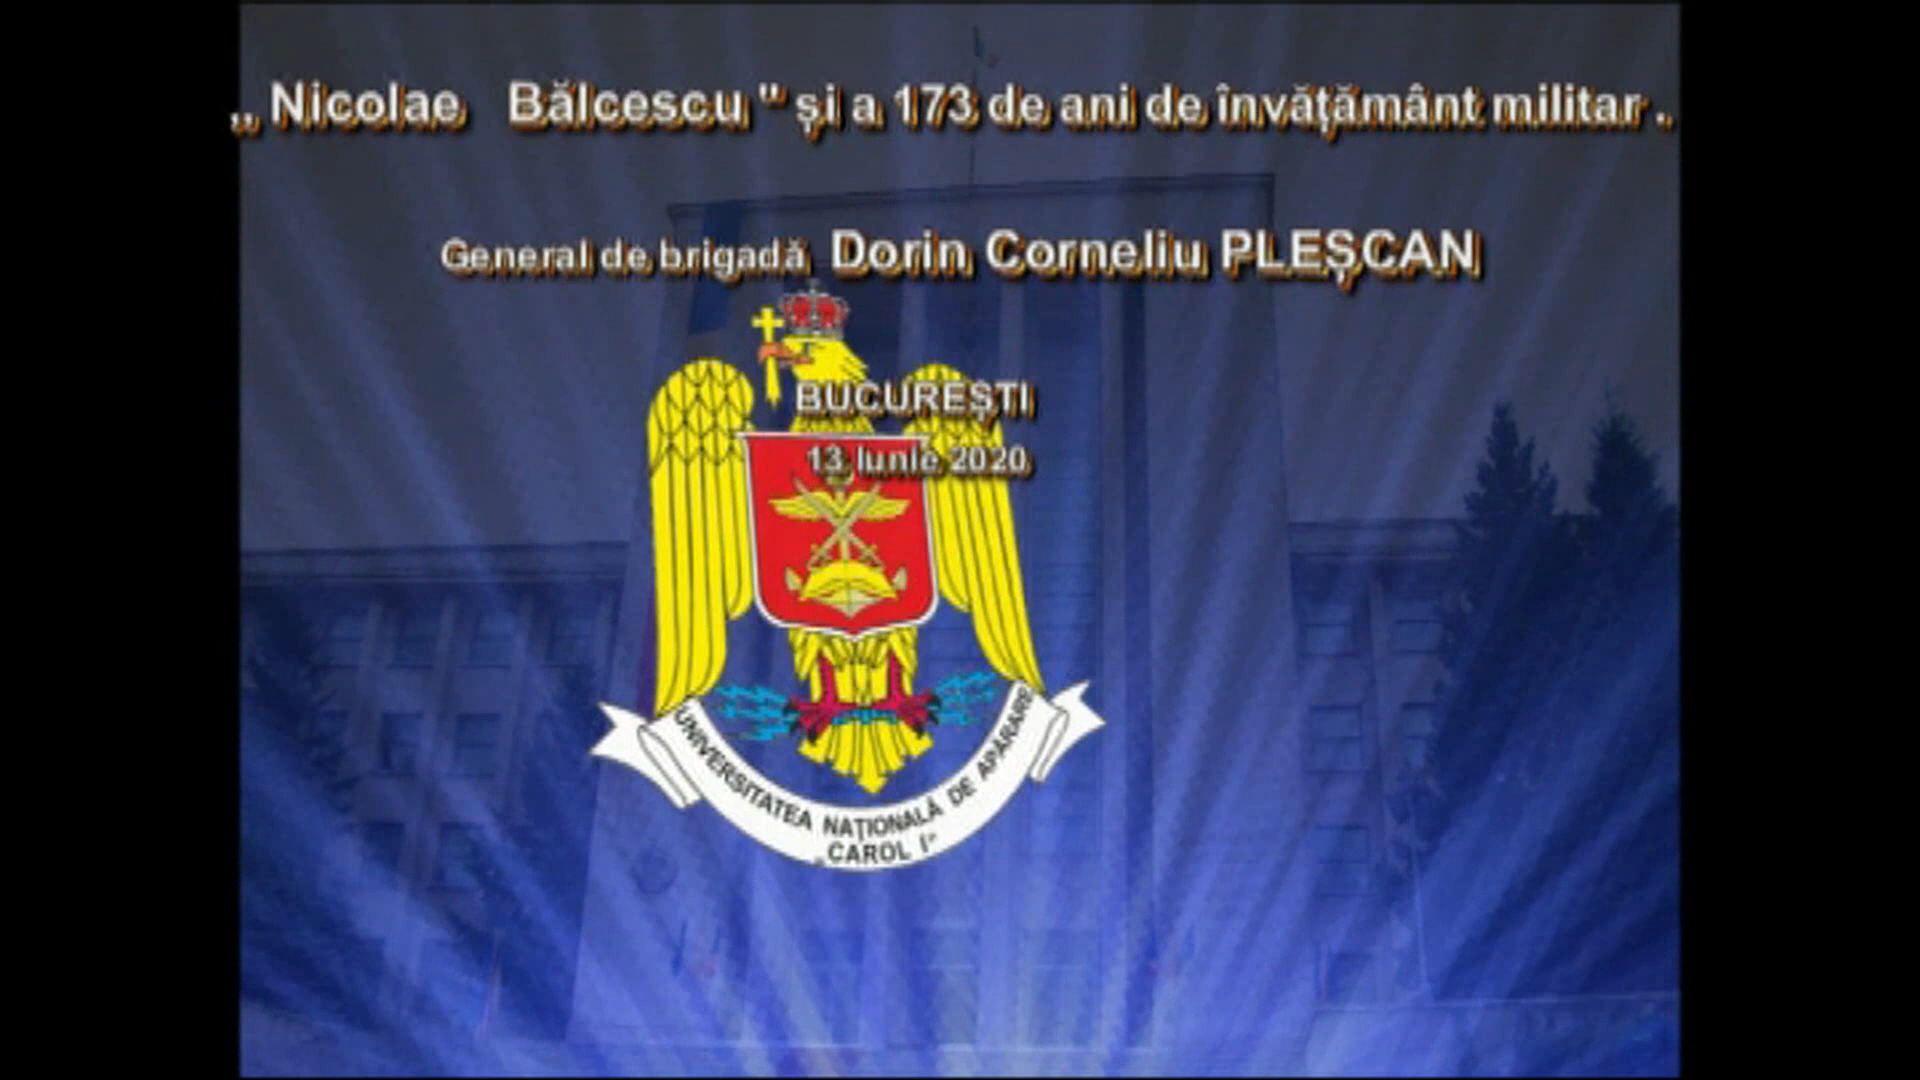 „ Nicolae Bălcescu " și a 173 de ani de învățământ militar .
General de brigadă Dorin Corneliu PLEȘCAN
BUCUREȘTI
13 Iunie 2020
UNIVERSITATEA NAȚIONALĂ DE APĂRARE
„CAROL I"